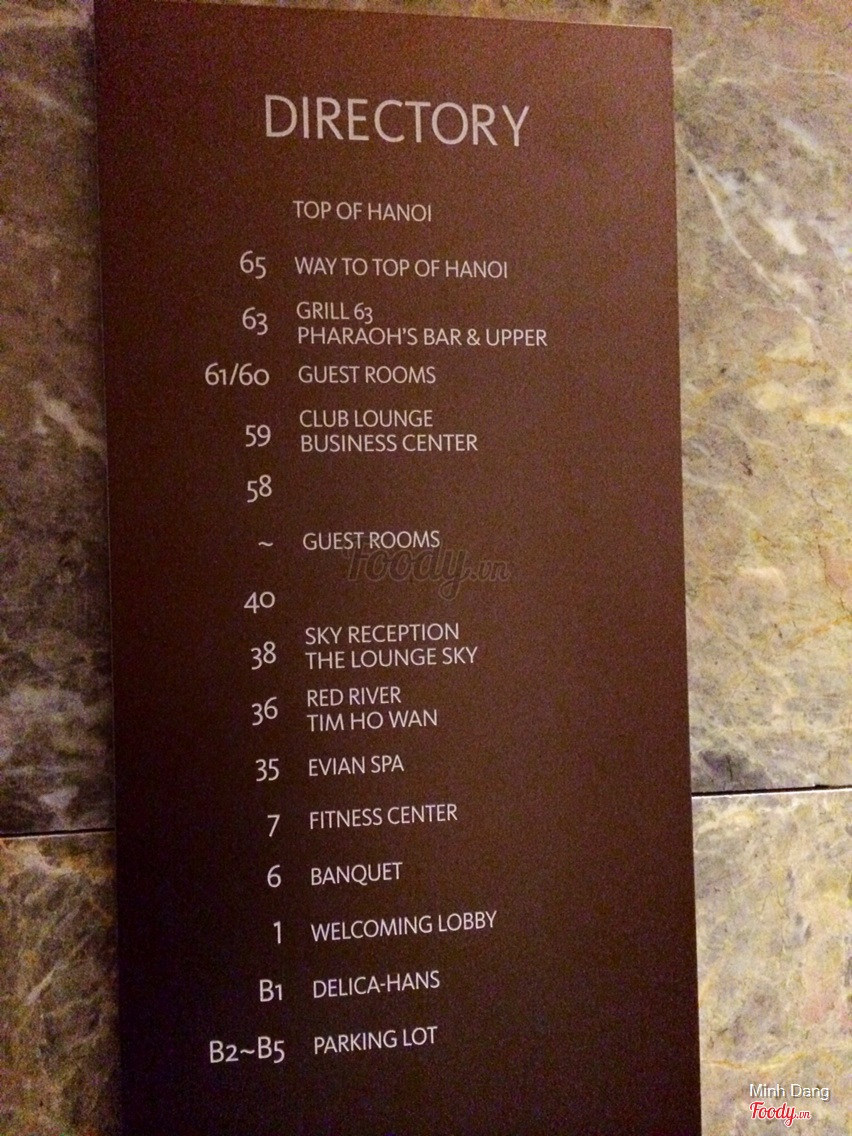 DIRECTORY
TOP OF HANOI
65 WAY TO TOP OF HANOI
63 GRILL 63
PHARAOH'S BAR & UPPER
61/60 GUEST ROOMS
59 CLUB LOUNGE
BUSINESS CENTER
58
~ GUEST ROOMS
Foody.vn
40
38 SKY RECEPTION
THE LOUNGE SKY
36 RED RIVER
TIM HO WAN
35 EVIAN SPA
7 FITNESS CENTER
6 BANQUET
1 WELCOMING LOBBY
B1 DELICA-HANS
B2~B5 PARKING LOT
Minh Dang
Foody.vn